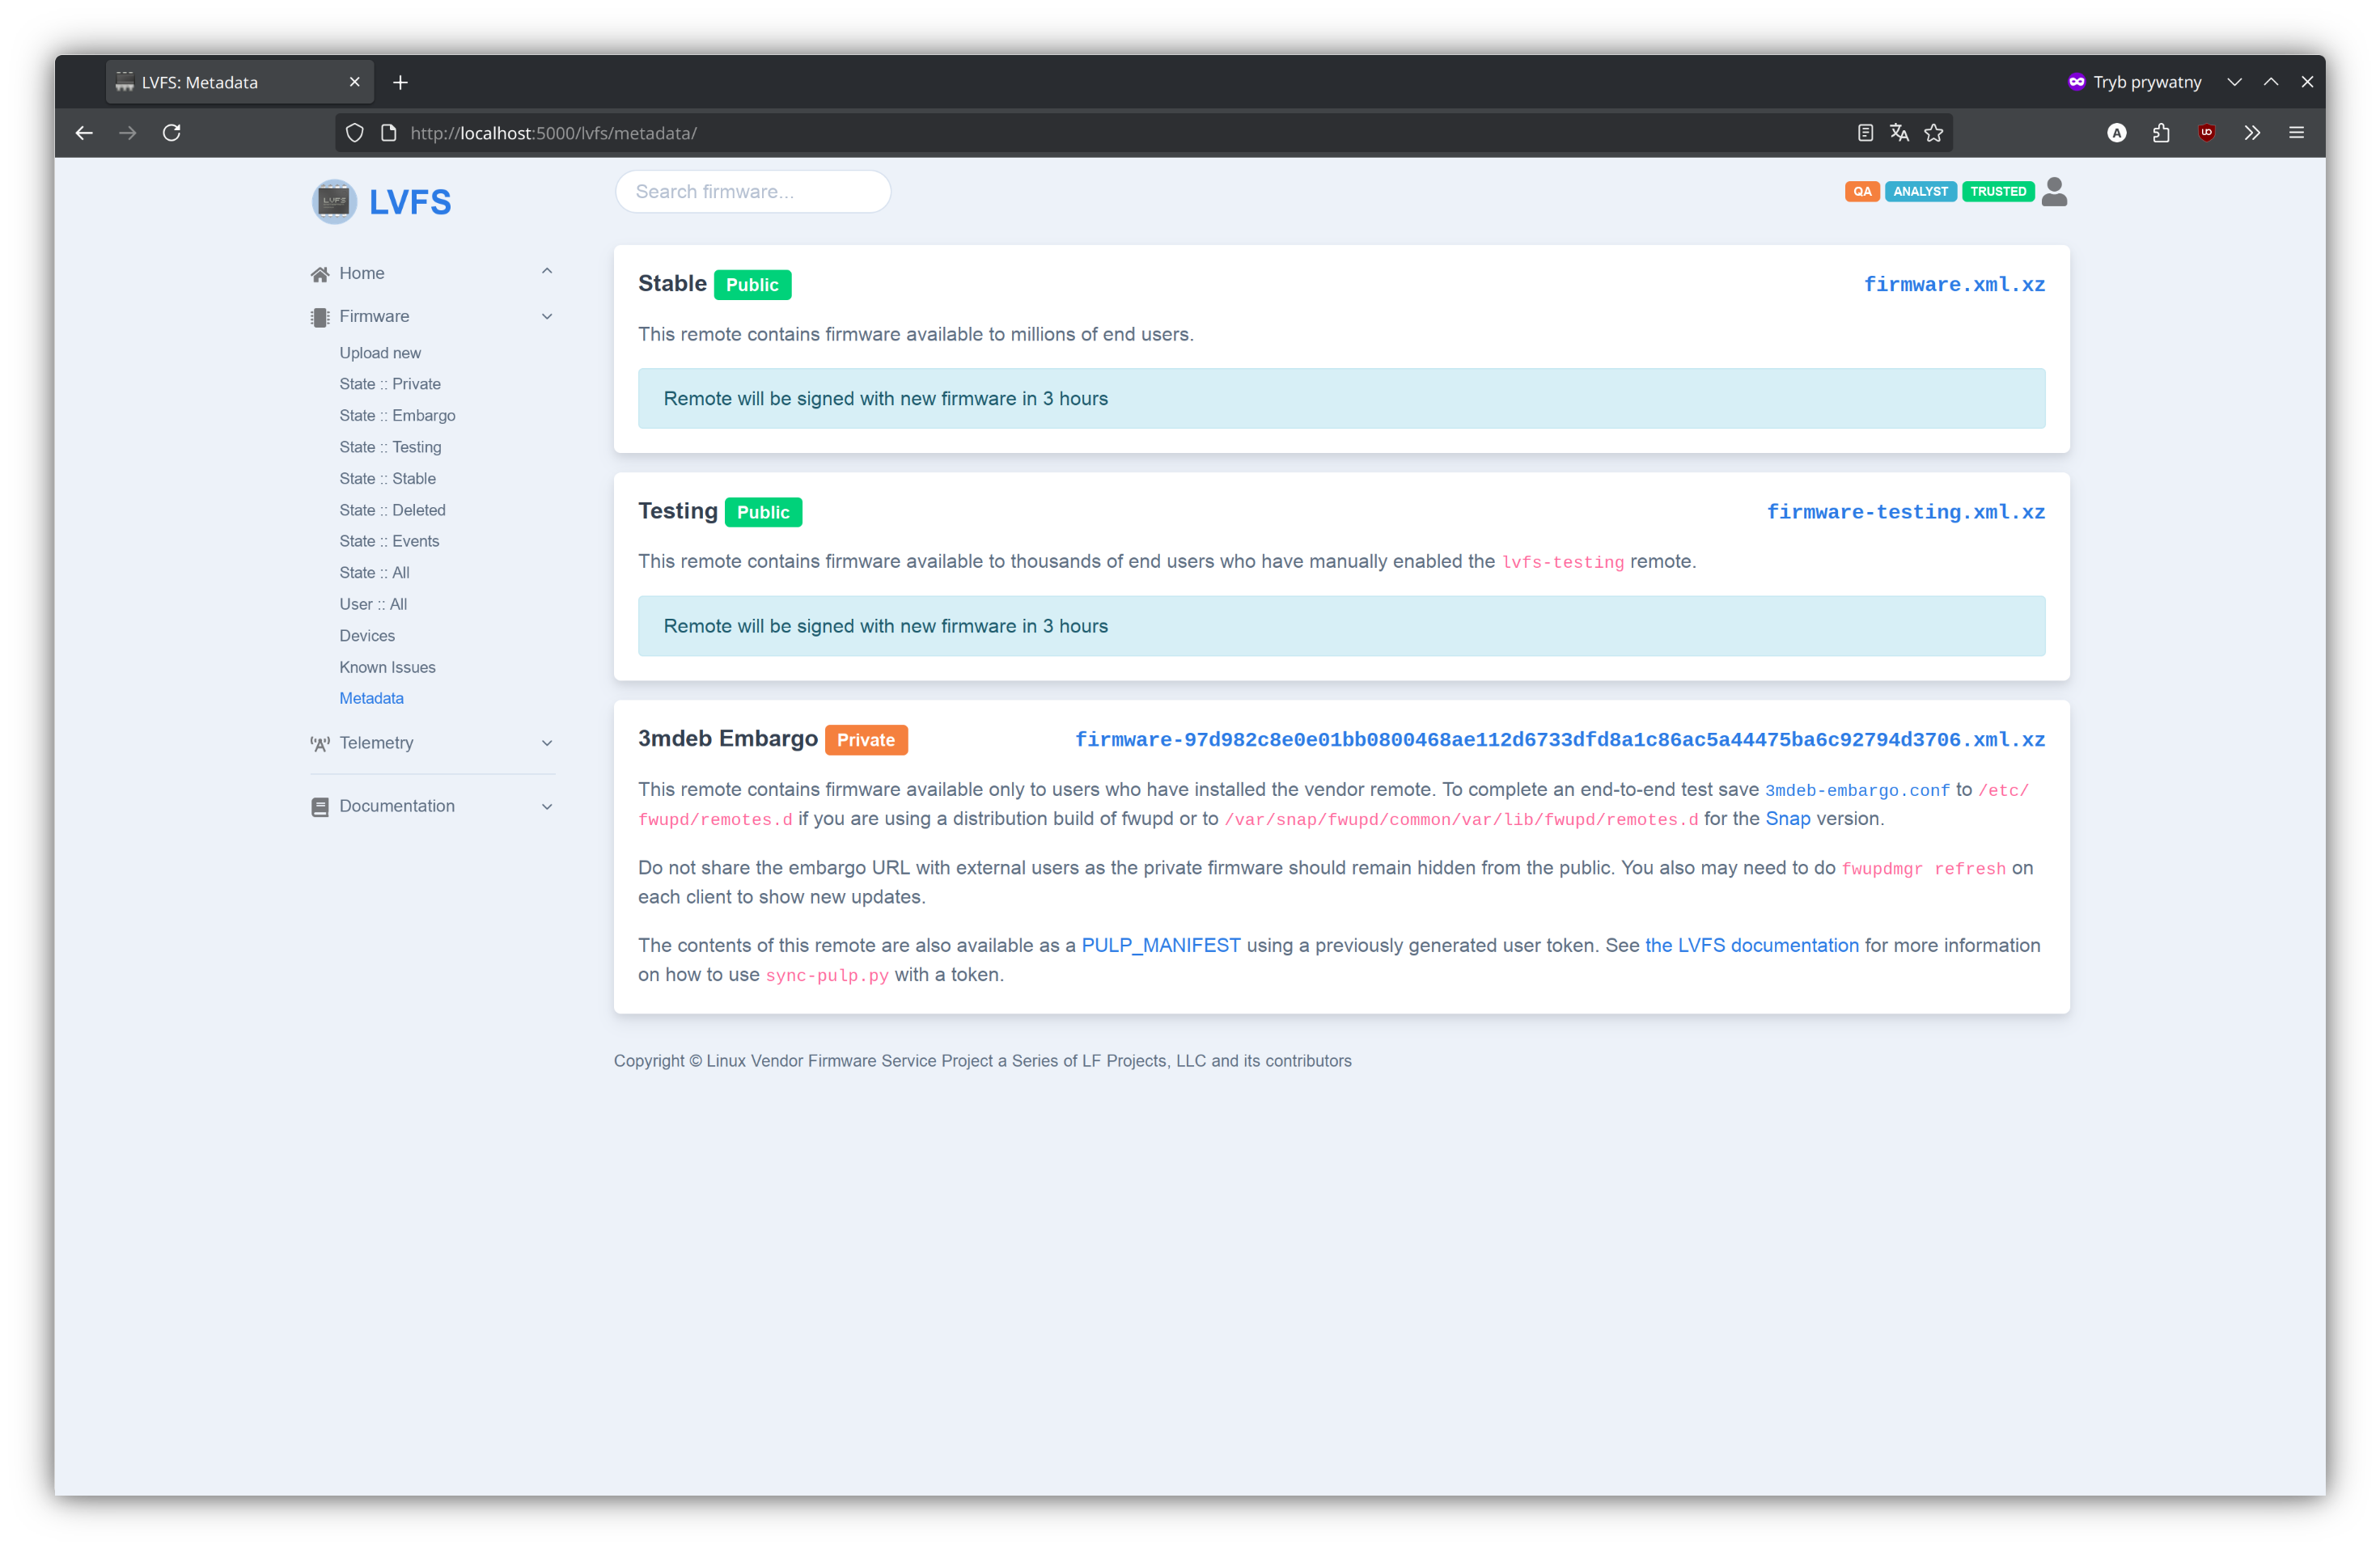 LVFS: Metadata
Tryb prywatny
http://localhost:5000/lvfs/metadata/
LVFS
Search firmware...
QA ANALYST TRUSTED
Home
Firmware
Upload new
State :: Private
State :: Embargo
State :: Testing
State :: Stable
State :: Deleted
State :: Events
State :: All
User :: All
Devices
Known Issues
Metadata
Telemetry
Documentation
Stable Public firmware.xml.xz
This remote contains firmware available to millions of end users.
Remote will be signed with new firmware in 3 hours
Testing Public firmware-testing.xml.xz
This remote contains firmware available to thousands of end users who have manually enabled the lvfs-testing remote.
Remote will be signed with new firmware in 3 hours
3mdeb Embargo Private firmware-97d982c8e0e01bb0800468ae112d6733dfd8a1c86ac5a44475ba6c92794d3706.xml.xz
This remote contains firmware available only to users who have installed the vendor remote. To complete an end-to-end test save 3mdeb-embargo.conf to /etc/
fwupd/remotes.d if you are using a distribution build of fwupd or to /var/snap/fwupd/common/var/lib/fwupd/remotes.d for the Snap version.
Do not share the embargo URL with external users as the private firmware should remain hidden from the public. You also may need to do fwupdmgr refresh on
each client to show new updates.
The contents of this remote are also available as a PULP_MANIFEST using a previously generated user token. See the LVFS documentation for more information
on how to use sync-pulp.py with a token.
Copyright © Linux Vendor Firmware Service Project a Series of LF Projects, LLC and its contributors